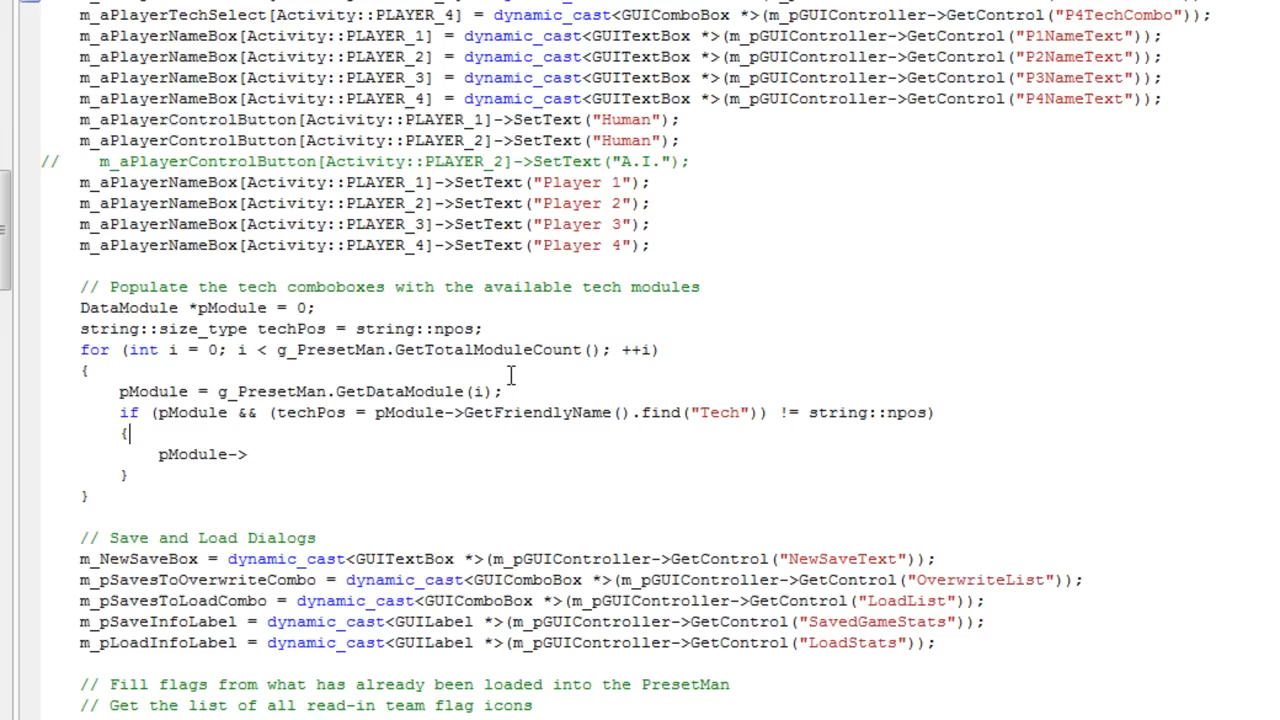 m_aPlayerTechSelect[Activity::PLAYER_4] = dynamic_cast<GUIComboBox *>(m_pGUIController->GetControl("P4TechCombo"));
m_aPlayerNameBox[Activity::PLAYER_1] = dynamic_cast<GUITextBox *>(m_pGUIController->GetControl("P1NameText"));
m_aPlayerNameBox[Activity::PLAYER_2] = dynamic_cast<GUITextBox *>(m_pGUIController->GetControl("P2NameText"));
m_aPlayerNameBox[Activity::PLAYER_3] = dynamic_cast<GUITextBox *>(m_pGUIController->GetControl("P3NameText"));
m_aPlayerNameBox[Activity::PLAYER_4] = dynamic_cast<GUITextBox *>(m_pGUIController->GetControl("P4NameText"));
m_aPlayerControlButton[Activity::PLAYER_1]->SetText("Human");
m_aPlayerControlButton[Activity::PLAYER_2]->SetText("Human");
//    m_aPlayerControlButton[Activity::PLAYER_2]->SetText("A.I.");
m_aPlayerNameBox[Activity::PLAYER_1]->SetText("Player 1");
m_aPlayerNameBox[Activity::PLAYER_2]->SetText("Player 2");
m_aPlayerNameBox[Activity::PLAYER_3]->SetText("Player 3");
m_aPlayerNameBox[Activity::PLAYER_4]->SetText("Player 4");
// Populate the tech comboboxes with the available tech modules
DataModule *pModule = 0;
string::size_type techPos = string::npos;
for (int i = 0; i < g_PresetMan.GetTotalModuleCount(); ++i)
{
pModule = g_PresetMan.GetDataModule(i);
if (pModule && (techPos = pModule->GetFriendlyName().find("Tech")) != string::npos)
{
pModule->
}
}
// Save and Load Dialogs
m_NewSaveBox = dynamic_cast<GUITextBox *>(m_pGUIController->GetControl("NewSaveText"));
m_pSavesToOverwriteCombo = dynamic_cast<GUIComboBox *>(m_pGUIController->GetControl("OverwriteList"));
m_pSavesToLoadCombo = dynamic_cast<GUIComboBox *>(m_pGUIController->GetControl("LoadList"));
m_pSaveInfoLabel = dynamic_cast<GUILabel *>(m_pGUIController->GetControl("SavedGameStats"));
m_pLoadInfoLabel = dynamic_cast<GUILabel *>(m_pGUIController->GetControl("LoadStats"));
// Fill flags from what has already been loaded into the PresetMan
// Get the list of all read-in team flag icons